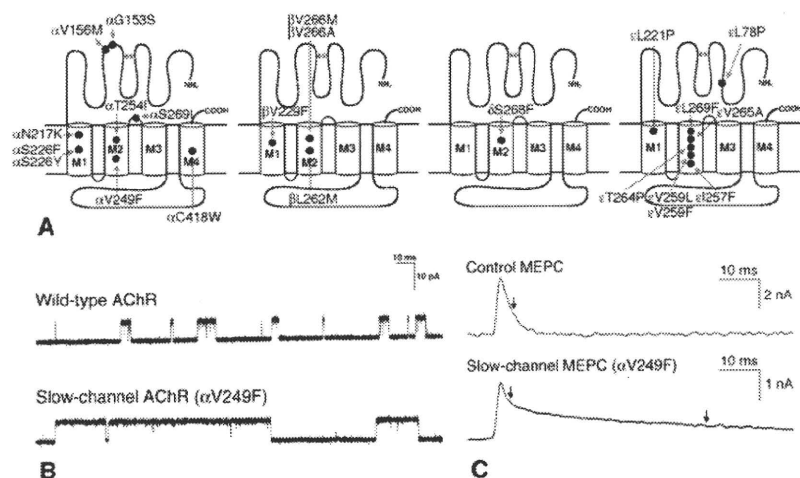 αG153S
αV156M
NH₂
αT254I
αS269I
COOH
αN217K
αS226F
αS226Y
M1
M2
M3
M4
αV249F
αC418W
βV266M
βV266A
NH₂
βV229F
COOH
M1
M2
M3
M4
βL262M
NH₂
δS268F
COOH
M1
M2
M3
M4
εL221P
εL78P
NH₂
εL269F
εV265A
COOH
M1
M3
M4
εT264P
εV259L
εI257F
εV259F
A
10 ms
10 pA
Wild-type AChR
Slow-channel AChR (αV249F)
B
Control MEPC
10 ms
2 nA
Slow-channel MEPC (αV249F)
10 ms
1 nA
C